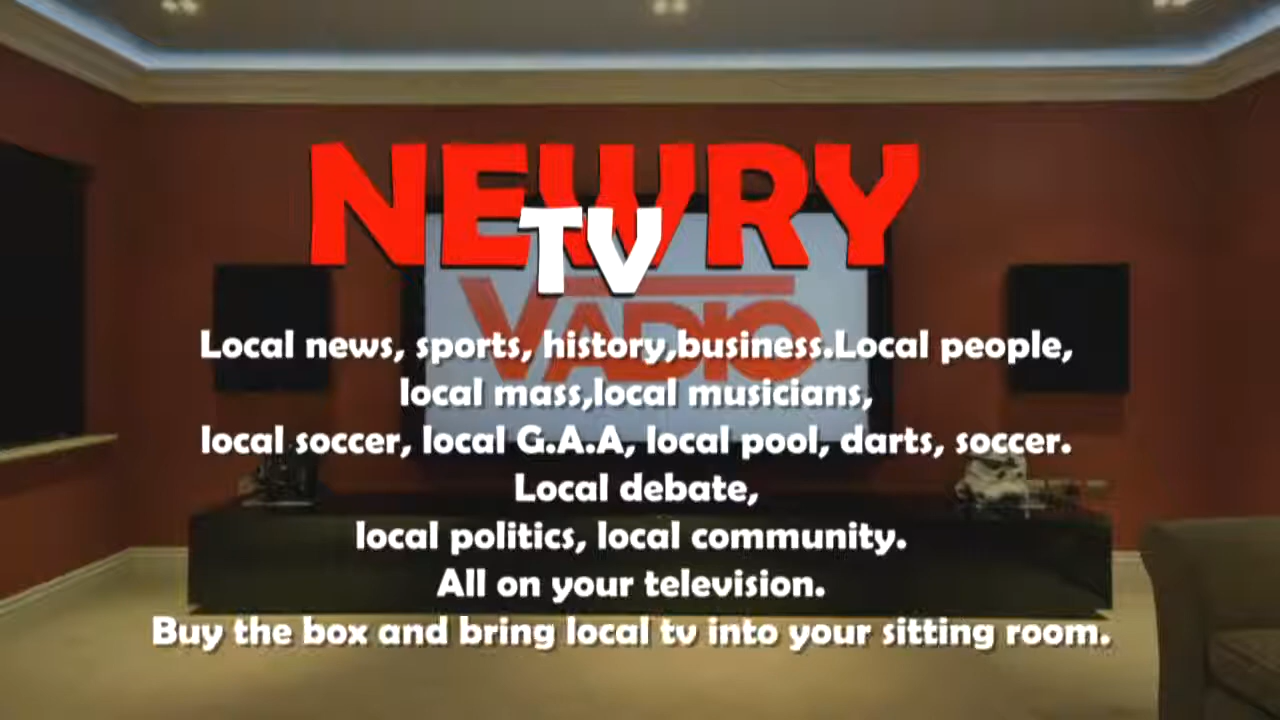 NEWRY
TV
VADIO
Local news, sports, history,business.Local people,
local mass,local musicians,
local soccer, local G.A.A, local pool, darts, soccer.
Local debate,
local politics, local community.
All on your television.
Buy the box and bring local tv into your sitting room.